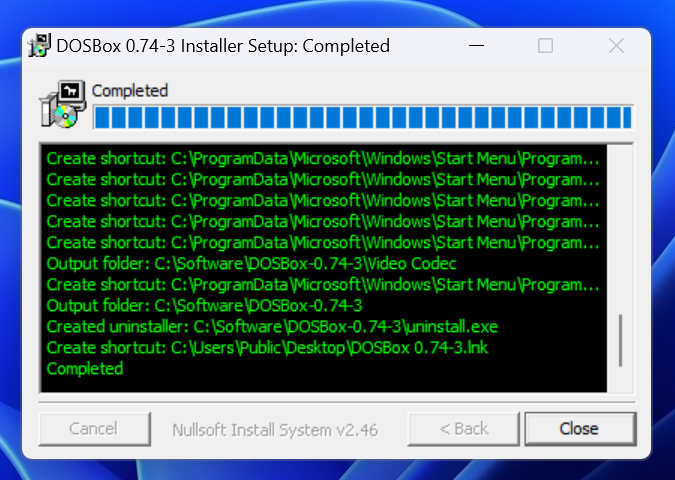 DOSBox 0.74-3 Installer Setup: Completed
Completed
Create shortcut: C:\ProgramData\Microsoft\Windows\Start Menu\Program...
Create shortcut: C:\ProgramData\Microsoft\Windows\Start Menu\Program...
Create shortcut: C:\ProgramData\Microsoft\Windows\Start Menu\Program...
Create shortcut: C:\ProgramData\Microsoft\Windows\Start Menu\Program...
Create shortcut: C:\ProgramData\Microsoft\Windows\Start Menu\Program...
Output folder: C:\Software\DOSBox-0.74-3\Video Codec
Create shortcut: C:\ProgramData\Microsoft\Windows\Start Menu\Program...
Output folder: C:\Software\DOSBox-0.74-3
Created uninstaller: C:\Software\DOSBox-0.74-3\uninstall.exe
Create shortcut: C:\Users\Public\Desktop\DOSBox 0.74-3.lnk
Completed
Cancel
Nullsoft Install System v2.46
< Back
Close